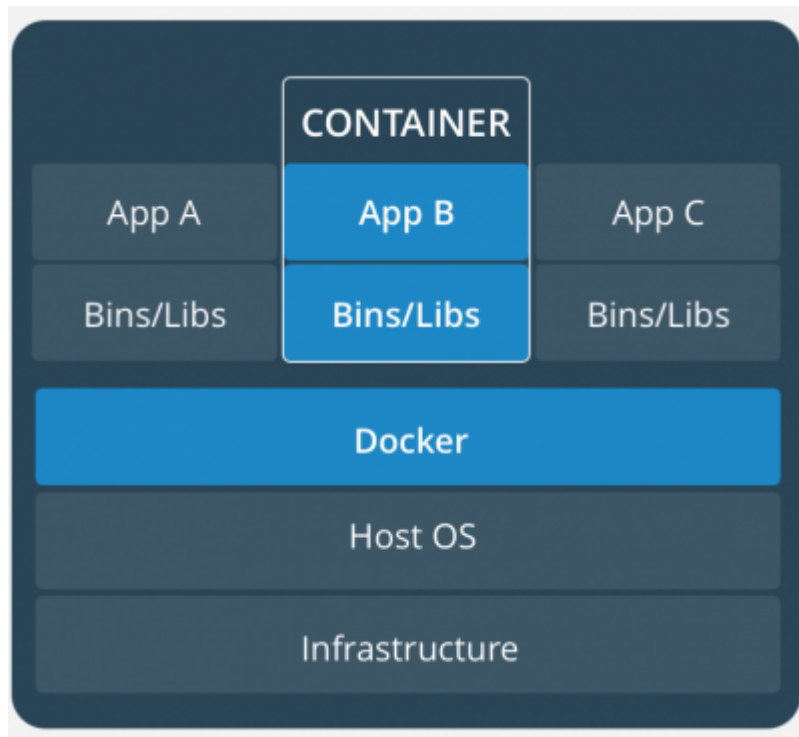 CONTAINER
App A
App B
App C
Bins/Libs
Bins/Libs
Bins/Libs
Docker
Host OS
Infrastructure